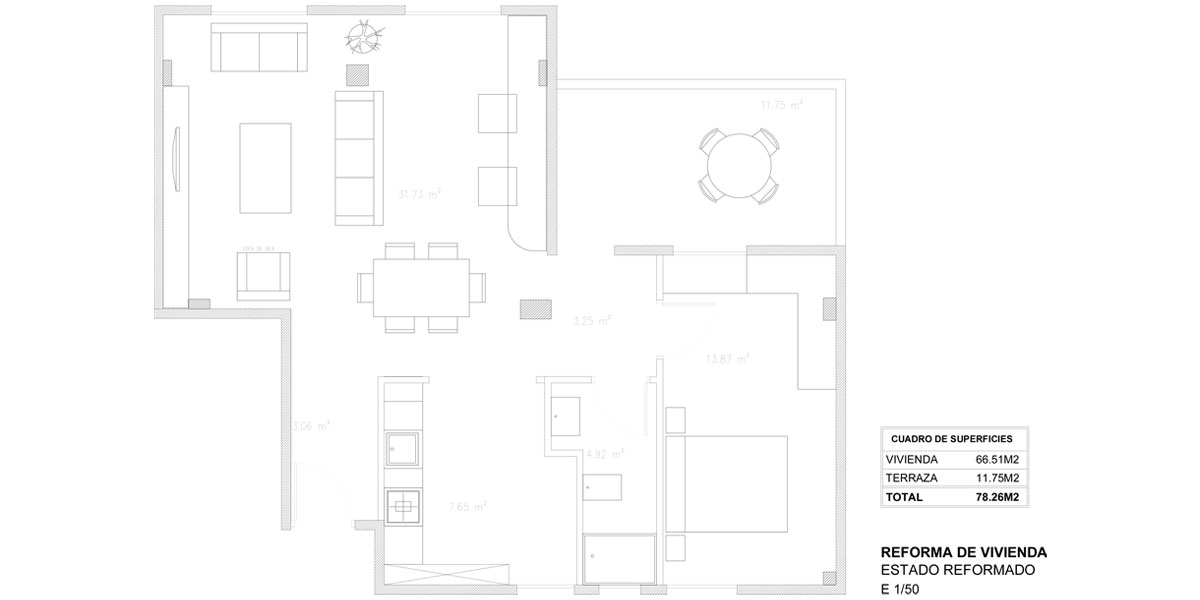 11.75 m²
31.73 m²
SOFÁ DE BEA
3.25 m²
13,87 m²
3.06 m²
4.92 m²
7.65 m²
CUADRO DE SUPERFICIES
VIVIENDA 66.51M2
TERRAZA 11.75M2
TOTAL 78.26M2
REFORMA DE VIVIENDA
ESTADO REFORMADO
E 1/50